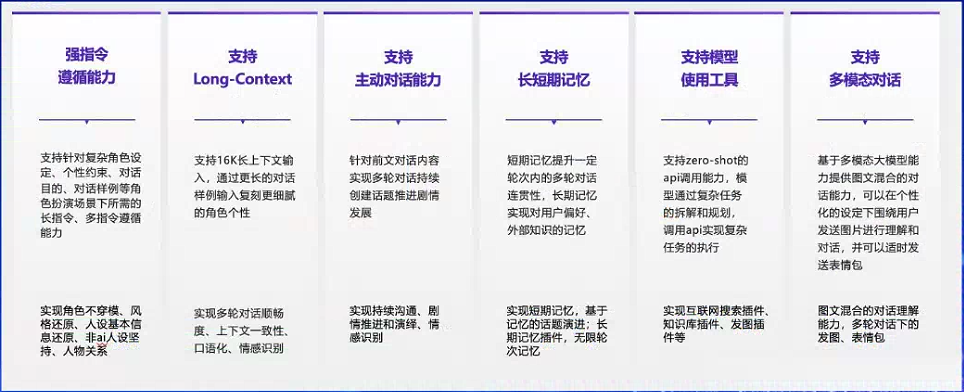 强指令
遵循能力
支持针对复杂角色设
定、个性约束、对话
目的、对话样例等角
色扮演场景下所需的
长指令、多指令遵循
能力
实现角色不穿模、风
格还原、人设基本信
息还原、非ai人设坚
持、人物关系
支持
Long-Context
支持16K长上下文输
入，通过更长的对话
样例输入复刻更细腻
的角色个性
实现多轮对话顺畅
度、上下文一致性、
口语化、情感识别
支持
主动对话能力
针对前文对话内容
实现多轮对话持续
创建话题推进剧情
发展
实现持续沟通、剧
情推进和演绎、情
感识别
支持
长短期记忆
短期记忆提升一定
轮次内的多轮对话
连贯性，长期记忆
实现对用户偏好、
外部知识的记忆
实现短期记忆，基于
记忆的话题演进；长
期记忆插件，无限轮
次记忆
支持模型
使用工具
支持zero-shot的
api调用能力，模
型通过复杂任务
的拆解和规划，
调用api实现复杂
任务的执行
实现互联网搜索插件、
知识库插件、发图插
件等
支持
多模态对话
基于多模态大模型能
力提供图文混合的对
话能力，可以在个性
化的设定下围绕用户
发送图片进行理解和
对话，并可以适时发
送表情包
图文混合的对话理解
能力，多轮对话下的
发图、表情包